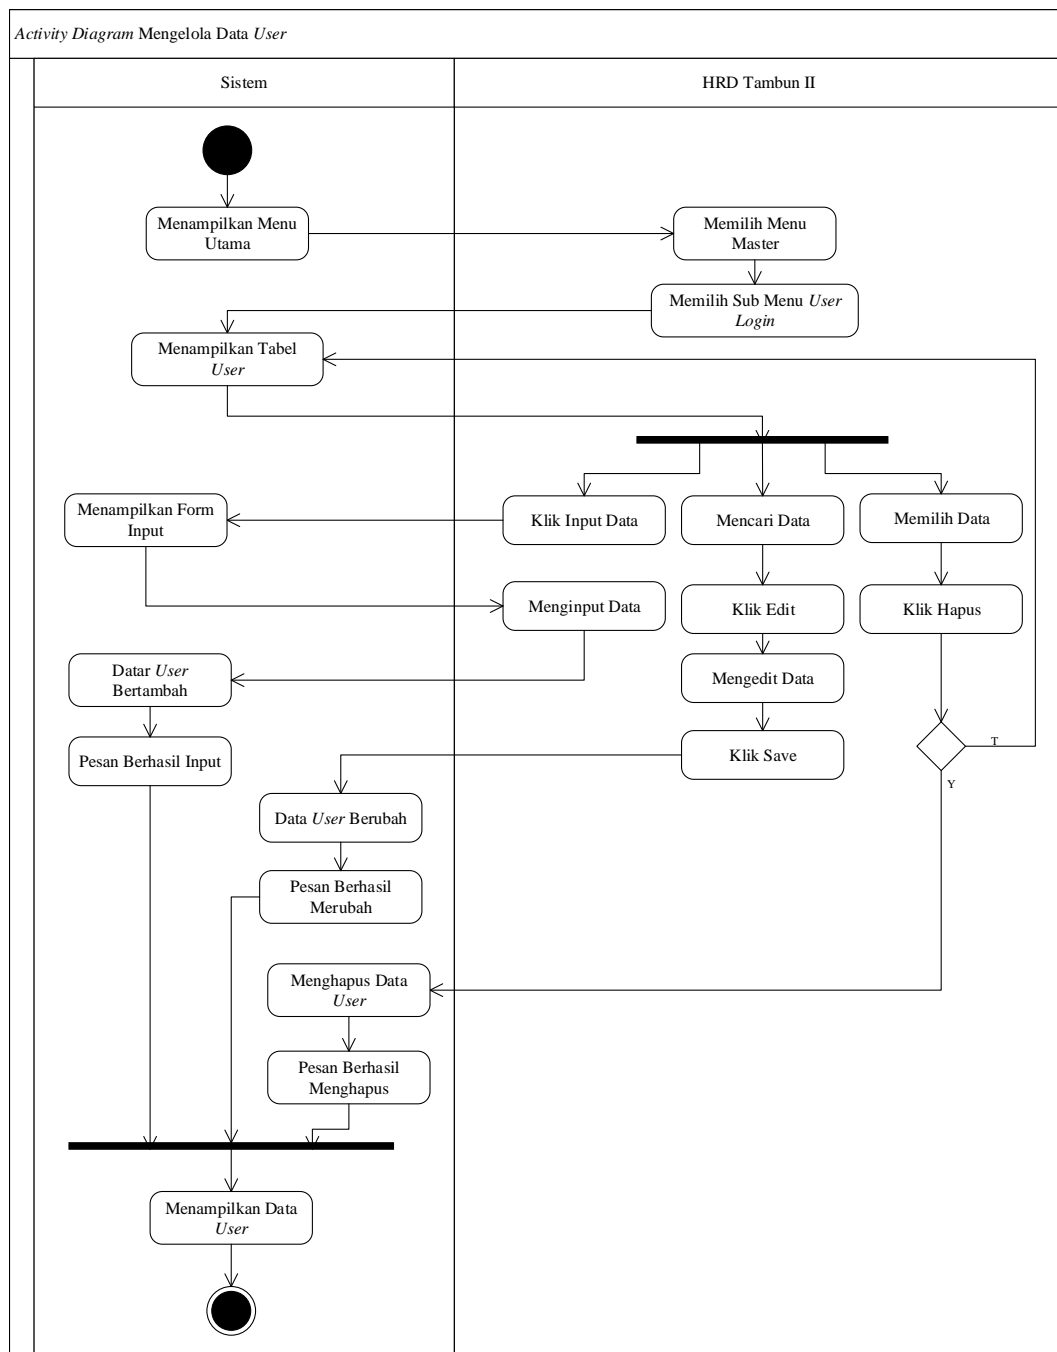 Activity Diagram Mengelola Data User
Sistem
HRD Tambun II
Menampilkan Menu
Utama
Memilih Menu
Master
Memilih Sub Menu User
Login
Menampilkan Tabel
User
Menampilkan Form
Input
Klik Input Data
Mencari Data
Memilih Data
Menginput Data
Klik Edit
Klik Hapus
Datar User
Bertambah
Mengedit Data
Pesan Berhasil Input
Klik Save
T
Y
Data User Berubah
Pesan Berhasil
Merubah
Menghapus Data
User
Pesan Berhasil
Menghapus
Menampilkan Data
User